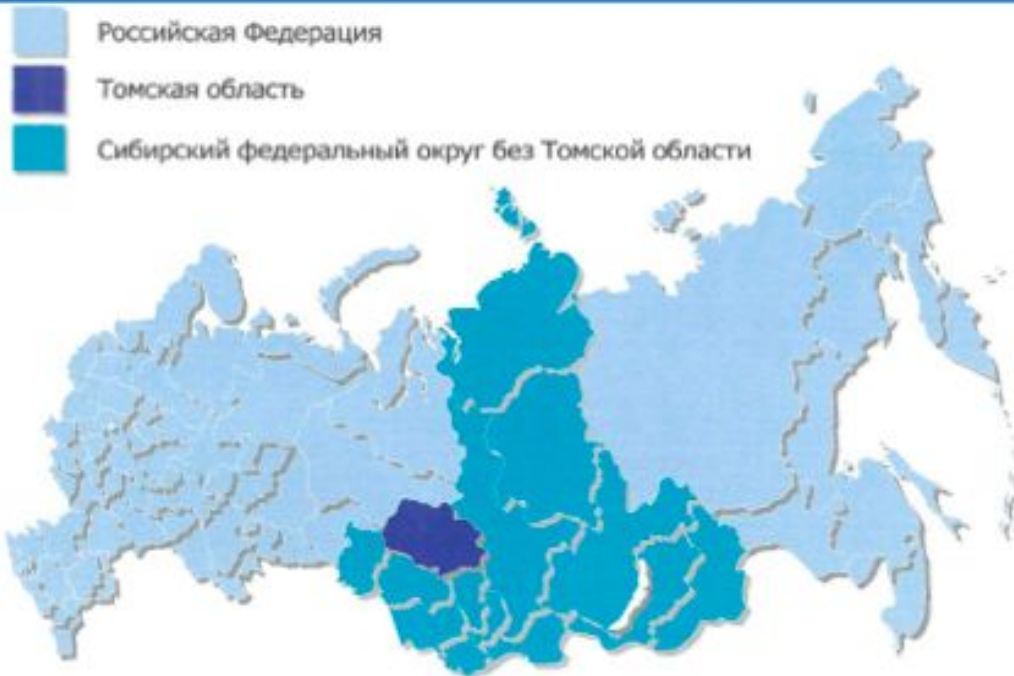 Российская Федерация
Томская область
Сибирский федеральный округ без Томской области